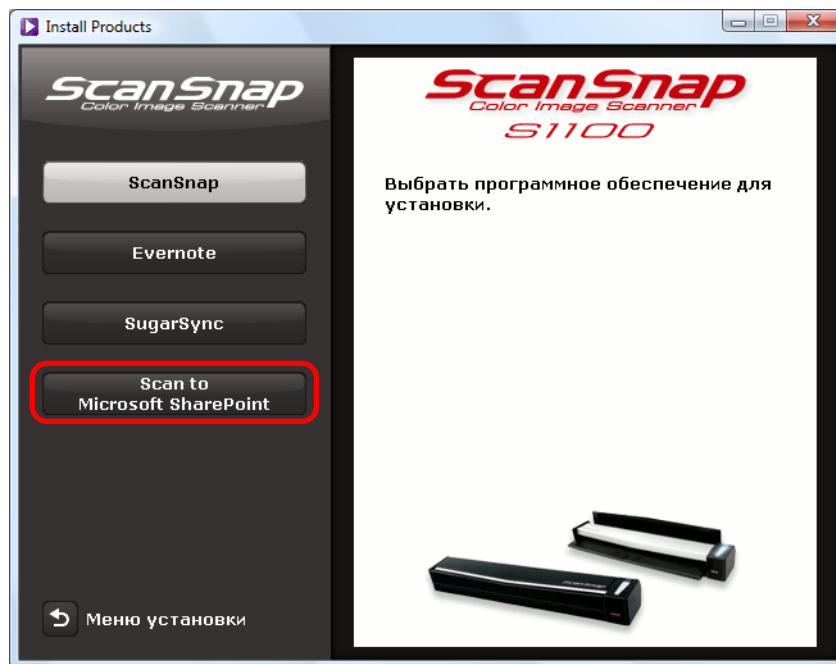 Install Products
ScanSnap
Color Image Scanner
ScanSnap
Evernote
SugarSync
Scan to
Microsoft SharePoint
Меню установки
ScanSnap
Color Image Scanner
S1100
Выбрать программное обеспечение для
установки.
ScanSnap